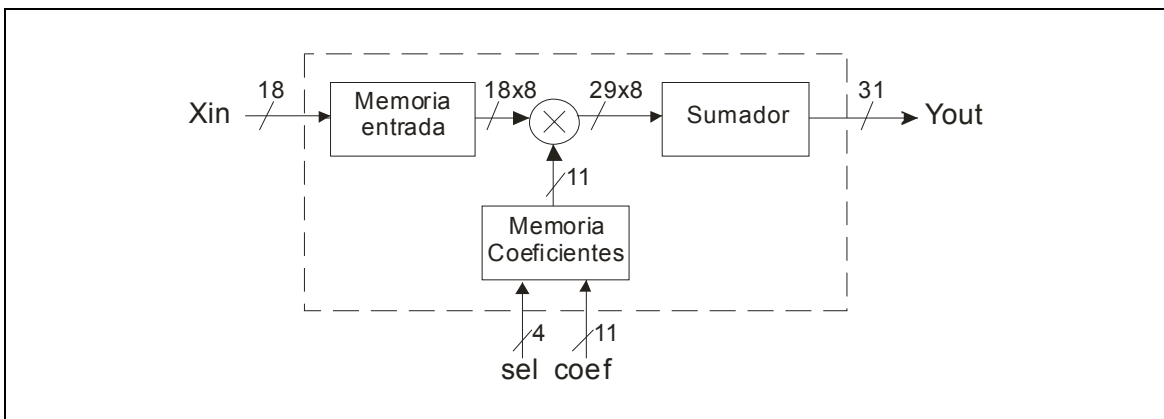 Xin
18
Memoria
entrada
18x8
29x8
Sumador
31
Yout
11
Memoria
Coeficientes
4
11
sel
coef